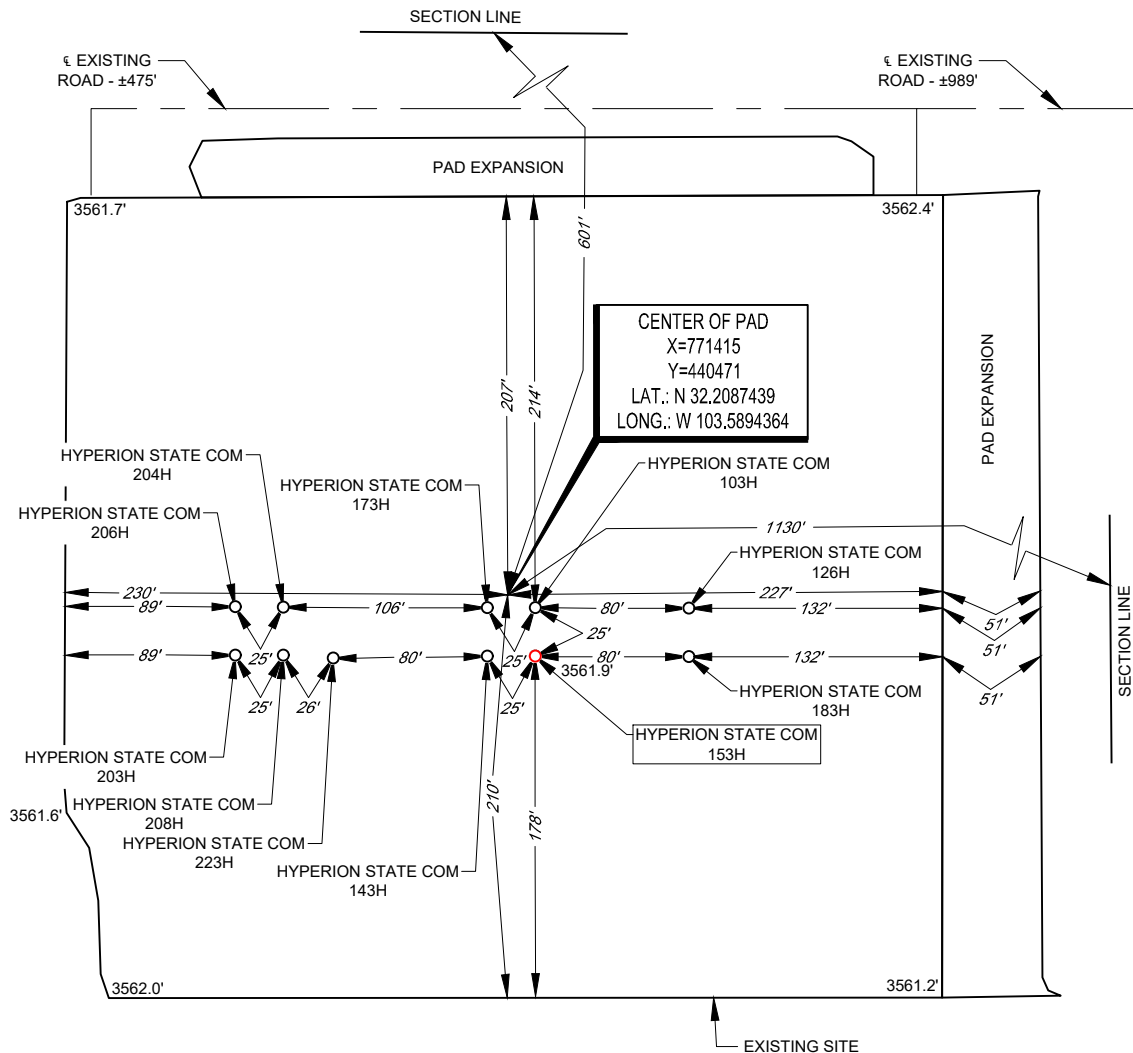 SECTION LINE
℄ EXISTING
ROAD - ±475'
℄ EXISTING
ROAD - ±989'
PAD EXPANSION
3561.7'
3562.4'
601'
207'
214'
CENTER OF PAD
X=771415
Y=440471
LAT.: N 32.2087439
LONG.: W 103.5894364
PAD EXPANSION
HYPERION STATE COM
204H
HYPERION STATE COM
173H
HYPERION STATE COM
103H
HYPERION STATE COM
206H
1130'
HYPERION STATE COM
126H
SECTION LINE
230'
227'
89'
106'
80'
132'
51'
51'
51'
25'
25'
25'
89'
80'
80'
132'
3561.9'
25'
26'
25'
HYPERION STATE COM
183H
HYPERION STATE COM
153H
HYPERION STATE COM
203H
HYPERION STATE COM
208H
HYPERION STATE COM
223H
HYPERION STATE COM
143H
210'
178'
3561.6'
3562.0'
3561.2'
EXISTING SITE